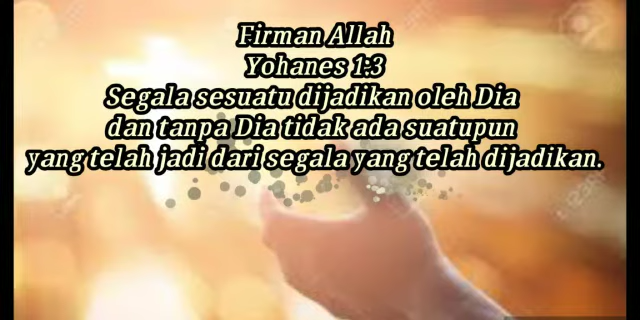 Firman Allah
Yohanes 1:3
Segala sesuatu dijadikan oleh Dia
dan tanpa Dia tidak ada suatupun
yang telah jadi dari segala yang telah dijadikan.